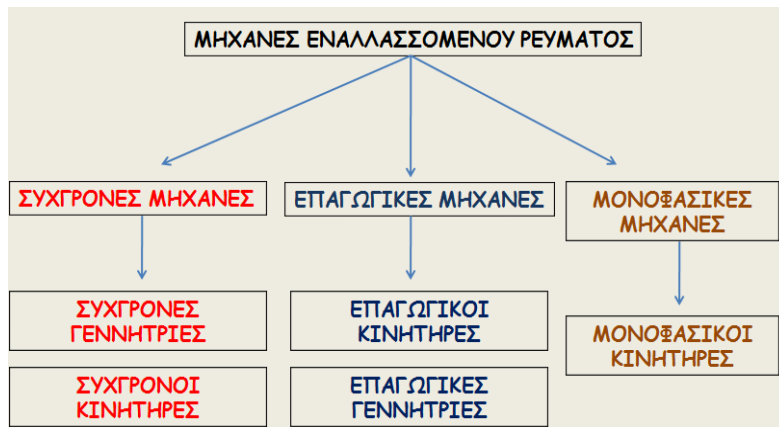 ΜΗΧΑΝΕΣ ΕΝΑΛΛΑΣΣΟΜΕΝΟΥ ΡΕΥΜΑΤΟΣ
ΣΥΧΓΡΟΝΕΣ ΜΗΧΑΝΕΣ
ΕΠΑΓΩΓΙΚΕΣ ΜΗΧΑΝΕΣ
ΜΟΝΟΦΑΣΙΚΕΣ
ΜΗΧΑΝΕΣ
ΣΥΧΓΡΟΝΕΣ
ΓΕΝΝΗΤΡΙΕΣ
ΕΠΑΓΩΓΙΚΟΙ
ΚΙΝΗΤΗΡΕΣ
ΜΟΝΟΦΑΣΙΚΟΙ
ΚΙΝΗΤΗΡΕΣ
ΣΥΧΓΡΟΝΟΙ
ΚΙΝΗΤΗΡΕΣ
ΕΠΑΓΩΓΙΚΕΣ
ΓΕΝΝΗΤΡΙΕΣ